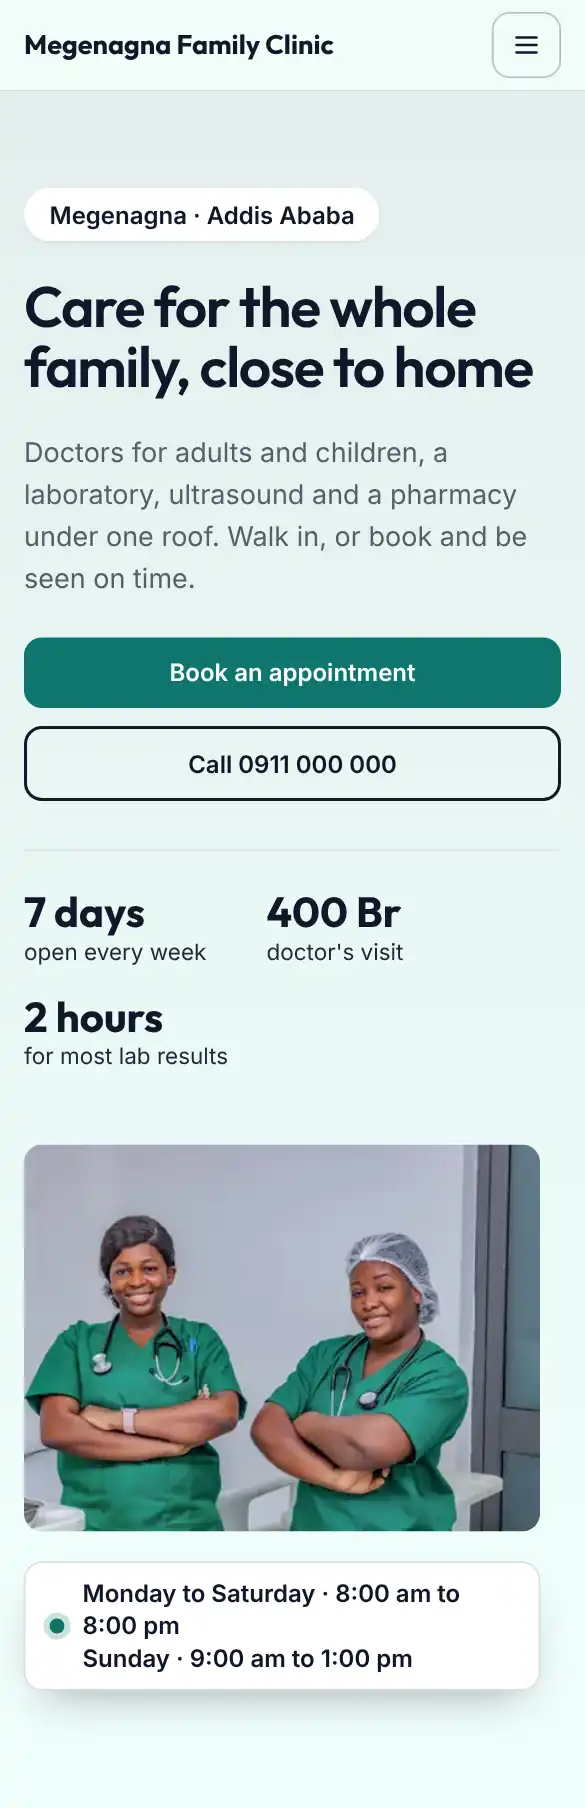 Megenagna Family Clinic
Megenagna · Addis Ababa
Care for the whole
family, close to home
Doctors for adults and children, a
laboratory, ultrasound and a pharmacy
under one roof. Walk in, or book and be
seen on time.
Book an appointment
Call 0911 000 000
7 days
open every week
400 Br
doctor's visit
2 hours
for most lab results
Monday to Saturday · 8:00 am to
8:00 pm
Sunday · 9:00 am to 1:00 pm